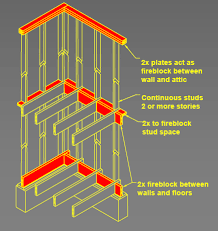 2x plates act as
fireblock between
wall and attic
Continuous studs
2 or more stories
2x to fireblock
stud space
2x fireblock between
walls and floors